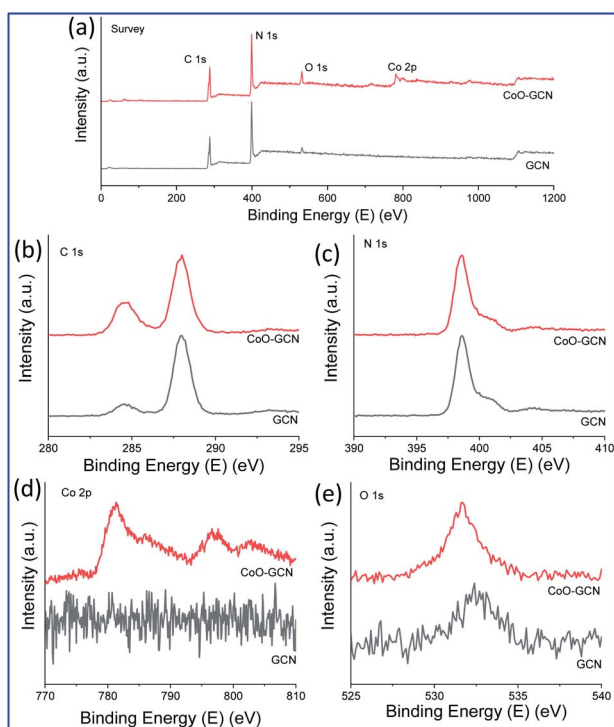 (a)
Survey
N 1s
C 1s
O 1s
Co 2p
CoO-GCN
GCN
Intensity (a.u.)
0 200 400 600 800 1000 1200
Binding Energy (E) (eV)
(b)
C 1s
CoO-GCN
GCN
Intensity (a.u.)
280 285 290 295
Binding Energy (E) (eV)
(c)
N 1s
CoO-GCN
GCN
Intensity (a.u.)
390 395 400 405 410
Binding Energy (E) (eV)
(d)
Co 2p
CoO-GCN
GCN
Intensity (a.u.)
770 780 790 800 810
Binding Energy (E) (eV)
(e)
O 1s
CoO-GCN
GCN
Intensity (a.u.)
525 530 535 540
Binding Energy (E) (eV)